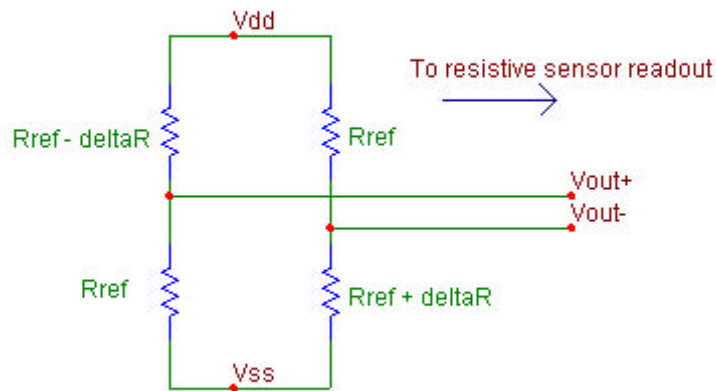 Vdd
To resistive sensor readout
Rref - deltaR
Rref
Vout+
Vout-
Rref
Rref + deltaR
Vss